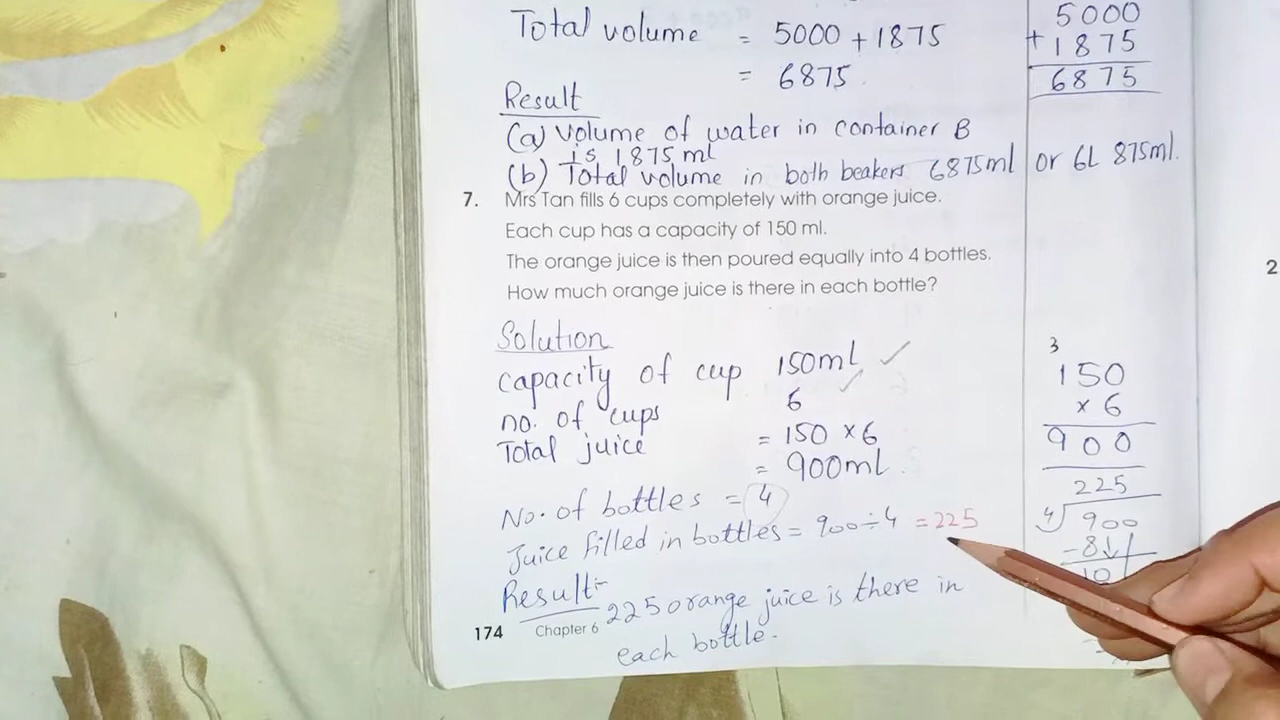 Total volume = 5000 + 1875
= 6875
5000
+ 1875
6875
Result
(a) Volume of water in container B
is 1875 ml
(b) Total volume in both beakers 6875ml or 6L 875ml.
7. Mrs Tan fills 6 cups completely with orange juice.
Each cup has a capacity of 150 ml.
The orange juice is then poured equally into 4 bottles.
How much orange juice is there in each bottle?
Solution
capacity of cup 150ml ✓
no. of cups 6 ✓
Total juice = 150 × 6
= 900ml
3
150
× 6
900
No. of bottles = 4
Juice filled in bottles = 900 ÷ 4 = 225
225
4 900
-8
10
Result:-
225 orange juice is there in
each bottle.
174 Chapter 6
2